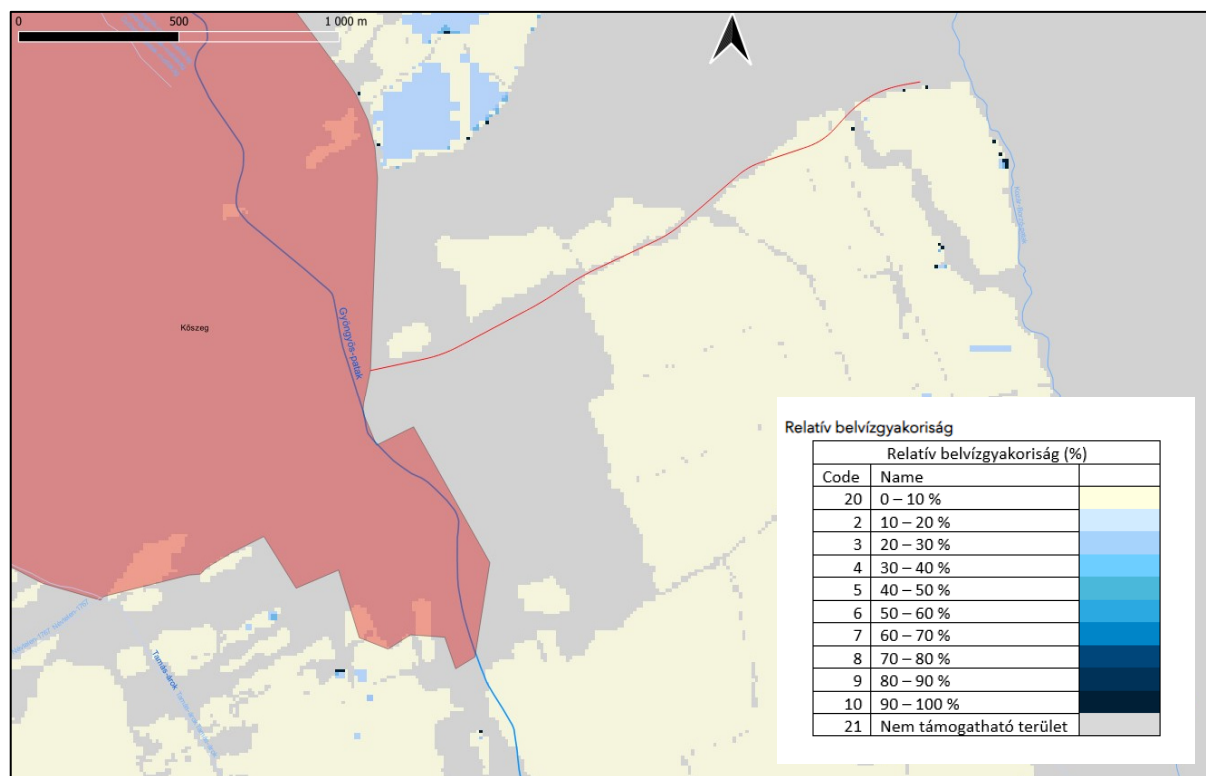 0 500 1 000 m
Gyöngyös-patak
Kőszeg
Tamás-árok
Relatív belvízgyakoriság
Relatív belvízgyakoriság (%)
Code Name
20 0 – 10 %
2 10 – 20 %
3 20 – 30 %
4 30 – 40 %
5 40 – 50 %
6 50 – 60 %
7 60 – 70 %
8 70 – 80 %
9 80 – 90 %
10 90 – 100 %
21 Nem támogatható terület